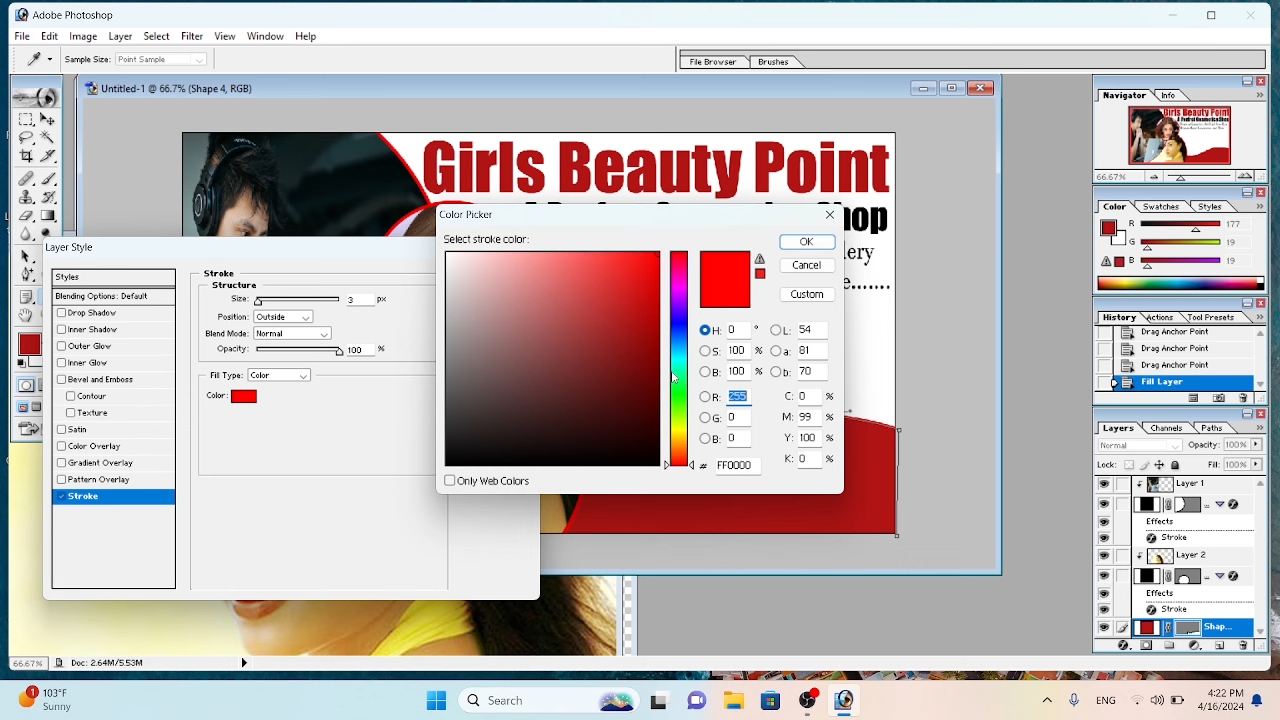 Adobe Photoshop
File Edit Image Layer Select Filter View Window Help
Sample Size: Point Sample
File Browser Brushes
Untitled-1 @ 66.7% (Shape 4, RGB)
Navigator Info
66.67%
Girls Beauty Point
hop
ery
e.......
Color Swatches Styles
R 177
G 19
B 19
History Actions Tool Presets
Drag Anchor Point
Drag Anchor Point
Drag Anchor Point
Fill Layer
Layers Channels Paths
Normal Opacity: 100%
Lock: Fill: 100%
Layer 1
Effects
Stroke
Layer 2
Effects
Stroke
Shap...
Layer Style
Styles
Blending Options: Default
Drop Shadow
Inner Shadow
Outer Glow
Inner Glow
Bevel and Emboss
Contour
Texture
Satin
Color Overlay
Gradient Overlay
Pattern Overlay
Stroke
Stroke
Structure
Size: 3 px
Position: Outside
Blend Mode: Normal
Opacity: 100 %
Fill Type: Color
Color:
Color Picker
Select stroke color:
OK
Cancel
Custom
H: 0 ° L: 54
S: 100 % a: 81
B: 100 % b: 70
R: 255 C: 0 %
G: 0 M: 99 %
B: 0 Y: 100 %
K: 0 %
# FF0000
Only Web Colors
66.67% Doc: 2.64M/5.53M
103°F
Sunny
1
Search
ENG
4:22 PM
4/16/2024